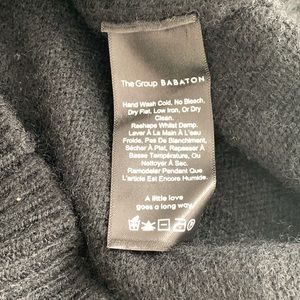 The Group BABATON
Hand Wash Cold, No Bleach,
Dry Flat, Low Iron, Or Dry
Clean.
Reshape Whilst Damp.
Laver À La Main À L'eau
Froide, Pas De Blanchiment,
Sécher À Plat, Repasser À
Basse Température, Ou
Nettoyer À Sec.
Remodeler Pendant Que
L'article Est Encore Humide.
A little love
goes a long way.